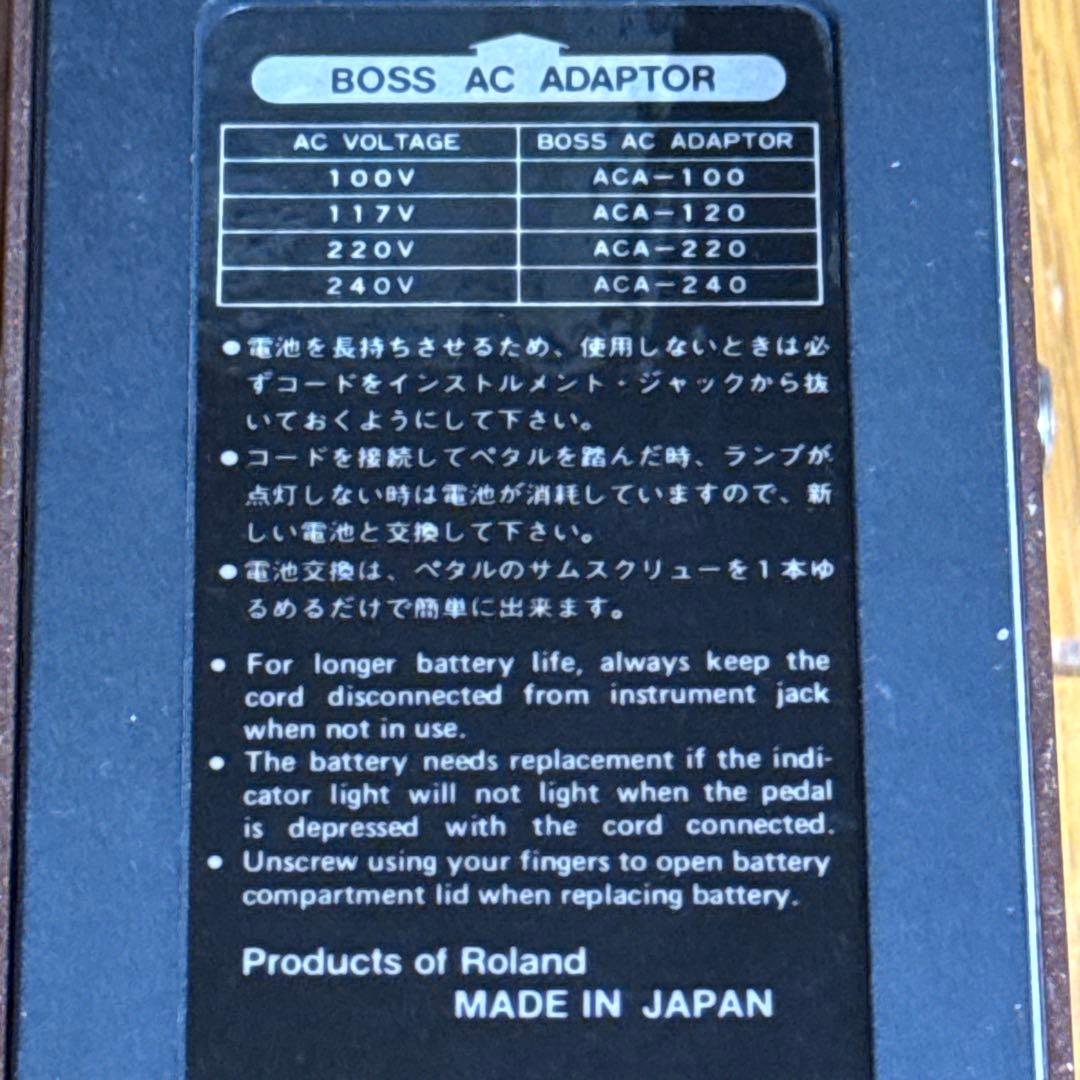 BOSS AC ADAPTOR
AC VOLTAGE BOSS AC ADAPTOR
100V ACA-100
117V ACA-120
220V ACA-220
240V ACA-240
●電池を長持ちさせるため、使用しないときは必
ずコードをインストルメント・ジャックから抜
いておくようにして下さい。
●コードを接続してペタルを踏んだ時、ランプが
点灯しない時は電池が消耗していますので、新
しい電池と交換して下さい。
●電池交換は、ペタルのサムスクリューを1本ゆ
るめるだけで簡単に出来ます。
● For longer battery life, always keep the
cord disconnected from instrument jack
when not in use.
● The battery needs replacement if the indi-
cator light will not light when the pedal
is depressed with the cord connected.
● Unscrew using your fingers to open battery
compartment lid when replacing battery.
Products of Roland
MADE IN JAPAN